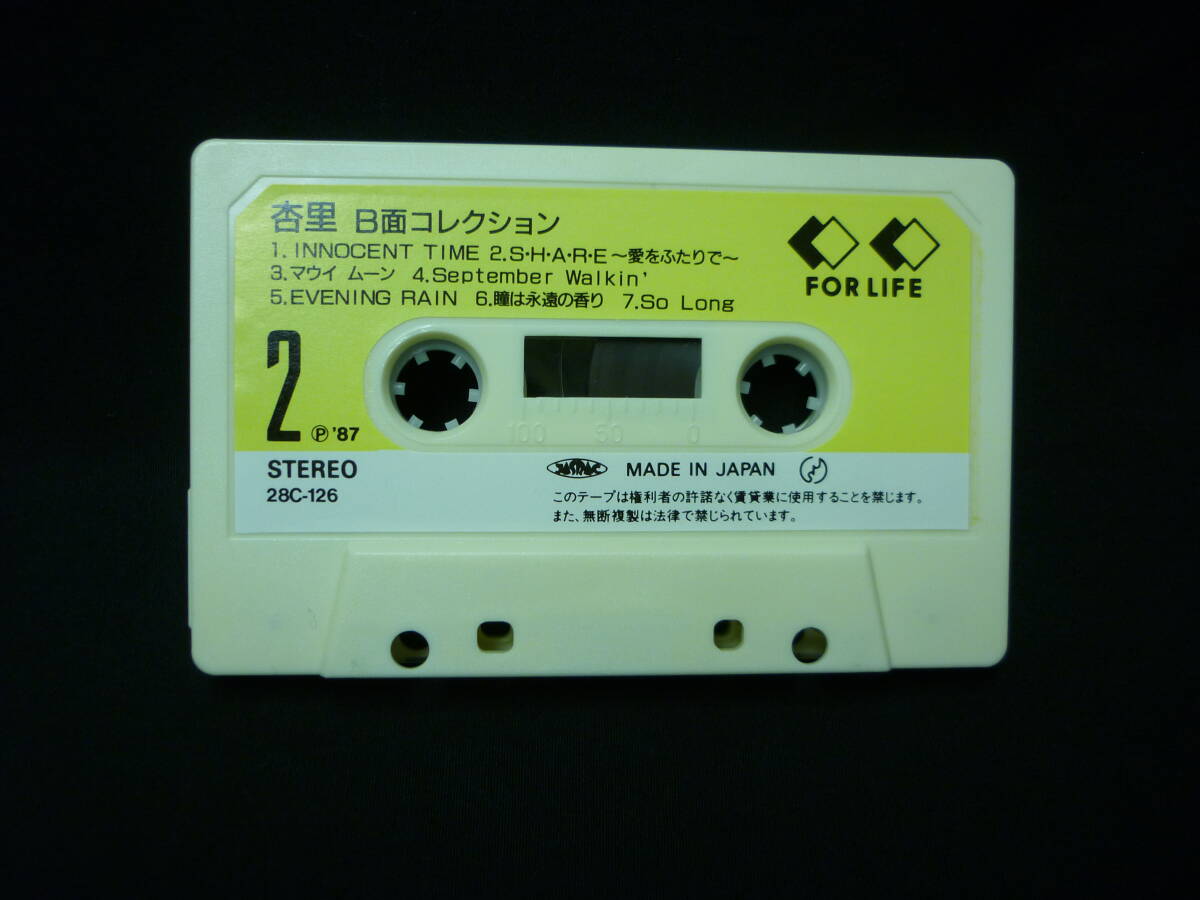 杏里 B面コレクション
1. INNOCENT TIME 2.S・H・A・R・E～愛をふたりで～
3.マウイ ムーン 4.September Walkin'
5.EVENING RAIN 6.瞳は永遠の香り 7.So Long
FOR LIFE
2 Ⓟ'87
100 50 0
STEREO
28C-126
JASRAC MADE IN JAPAN
このテープは権利者の許諾なく賃貸業に使用することを禁じます。
また、無断複製は法律で禁じられています。